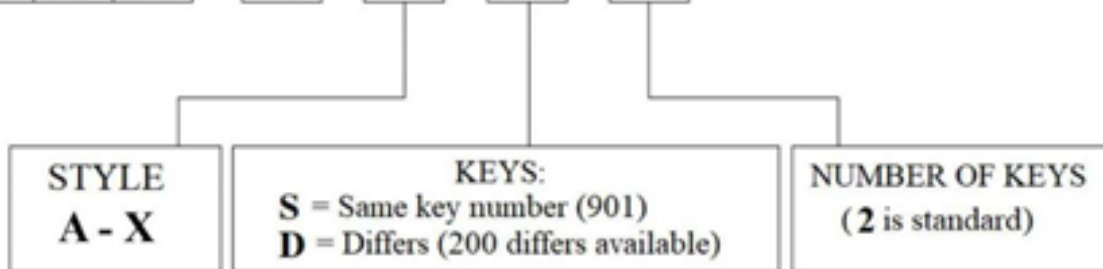 STYLE
A - X
KEYS:
S = Same key number (901)
D = Differs (200 differs available)
NUMBER OF KEYS
(2 is standard)